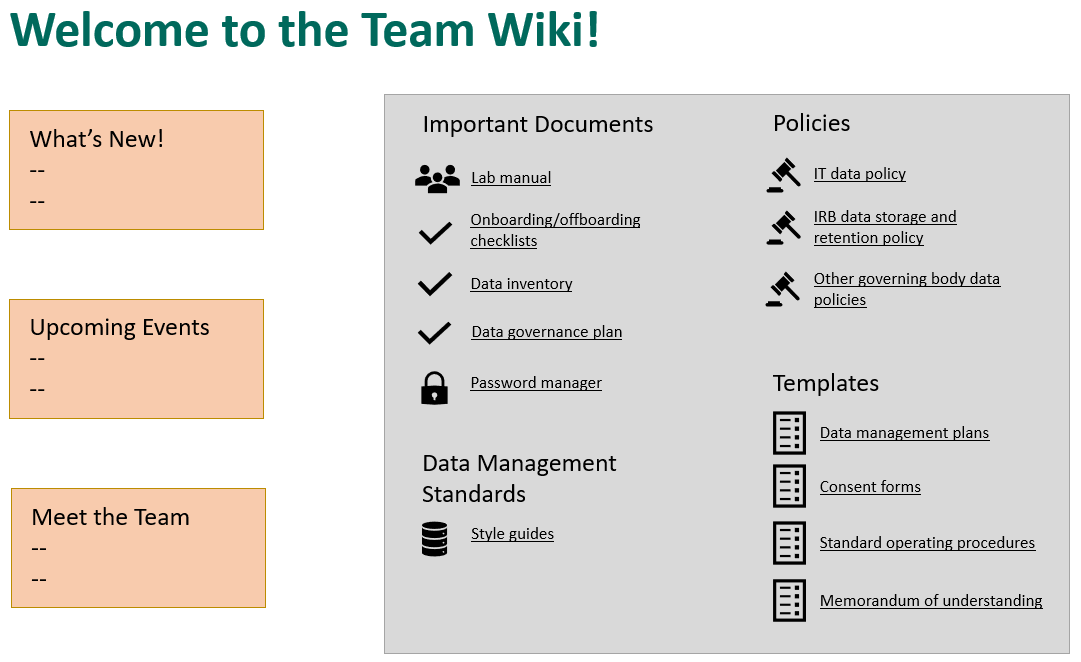 Welcome to the Team Wiki!
What's New!
--
--
Upcoming Events
--
--
Meet the Team
--
--
Important Documents
Lab manual
Onboarding/offboarding
checklists
Data inventory
Data governance plan
Password manager
Data Management
Standards
Style guides
Policies
IT data policy
IRB data storage and
retention policy
Other governing body data
policies
Templates
Data management plans
Consent forms
Standard operating procedures
Memorandum of understanding